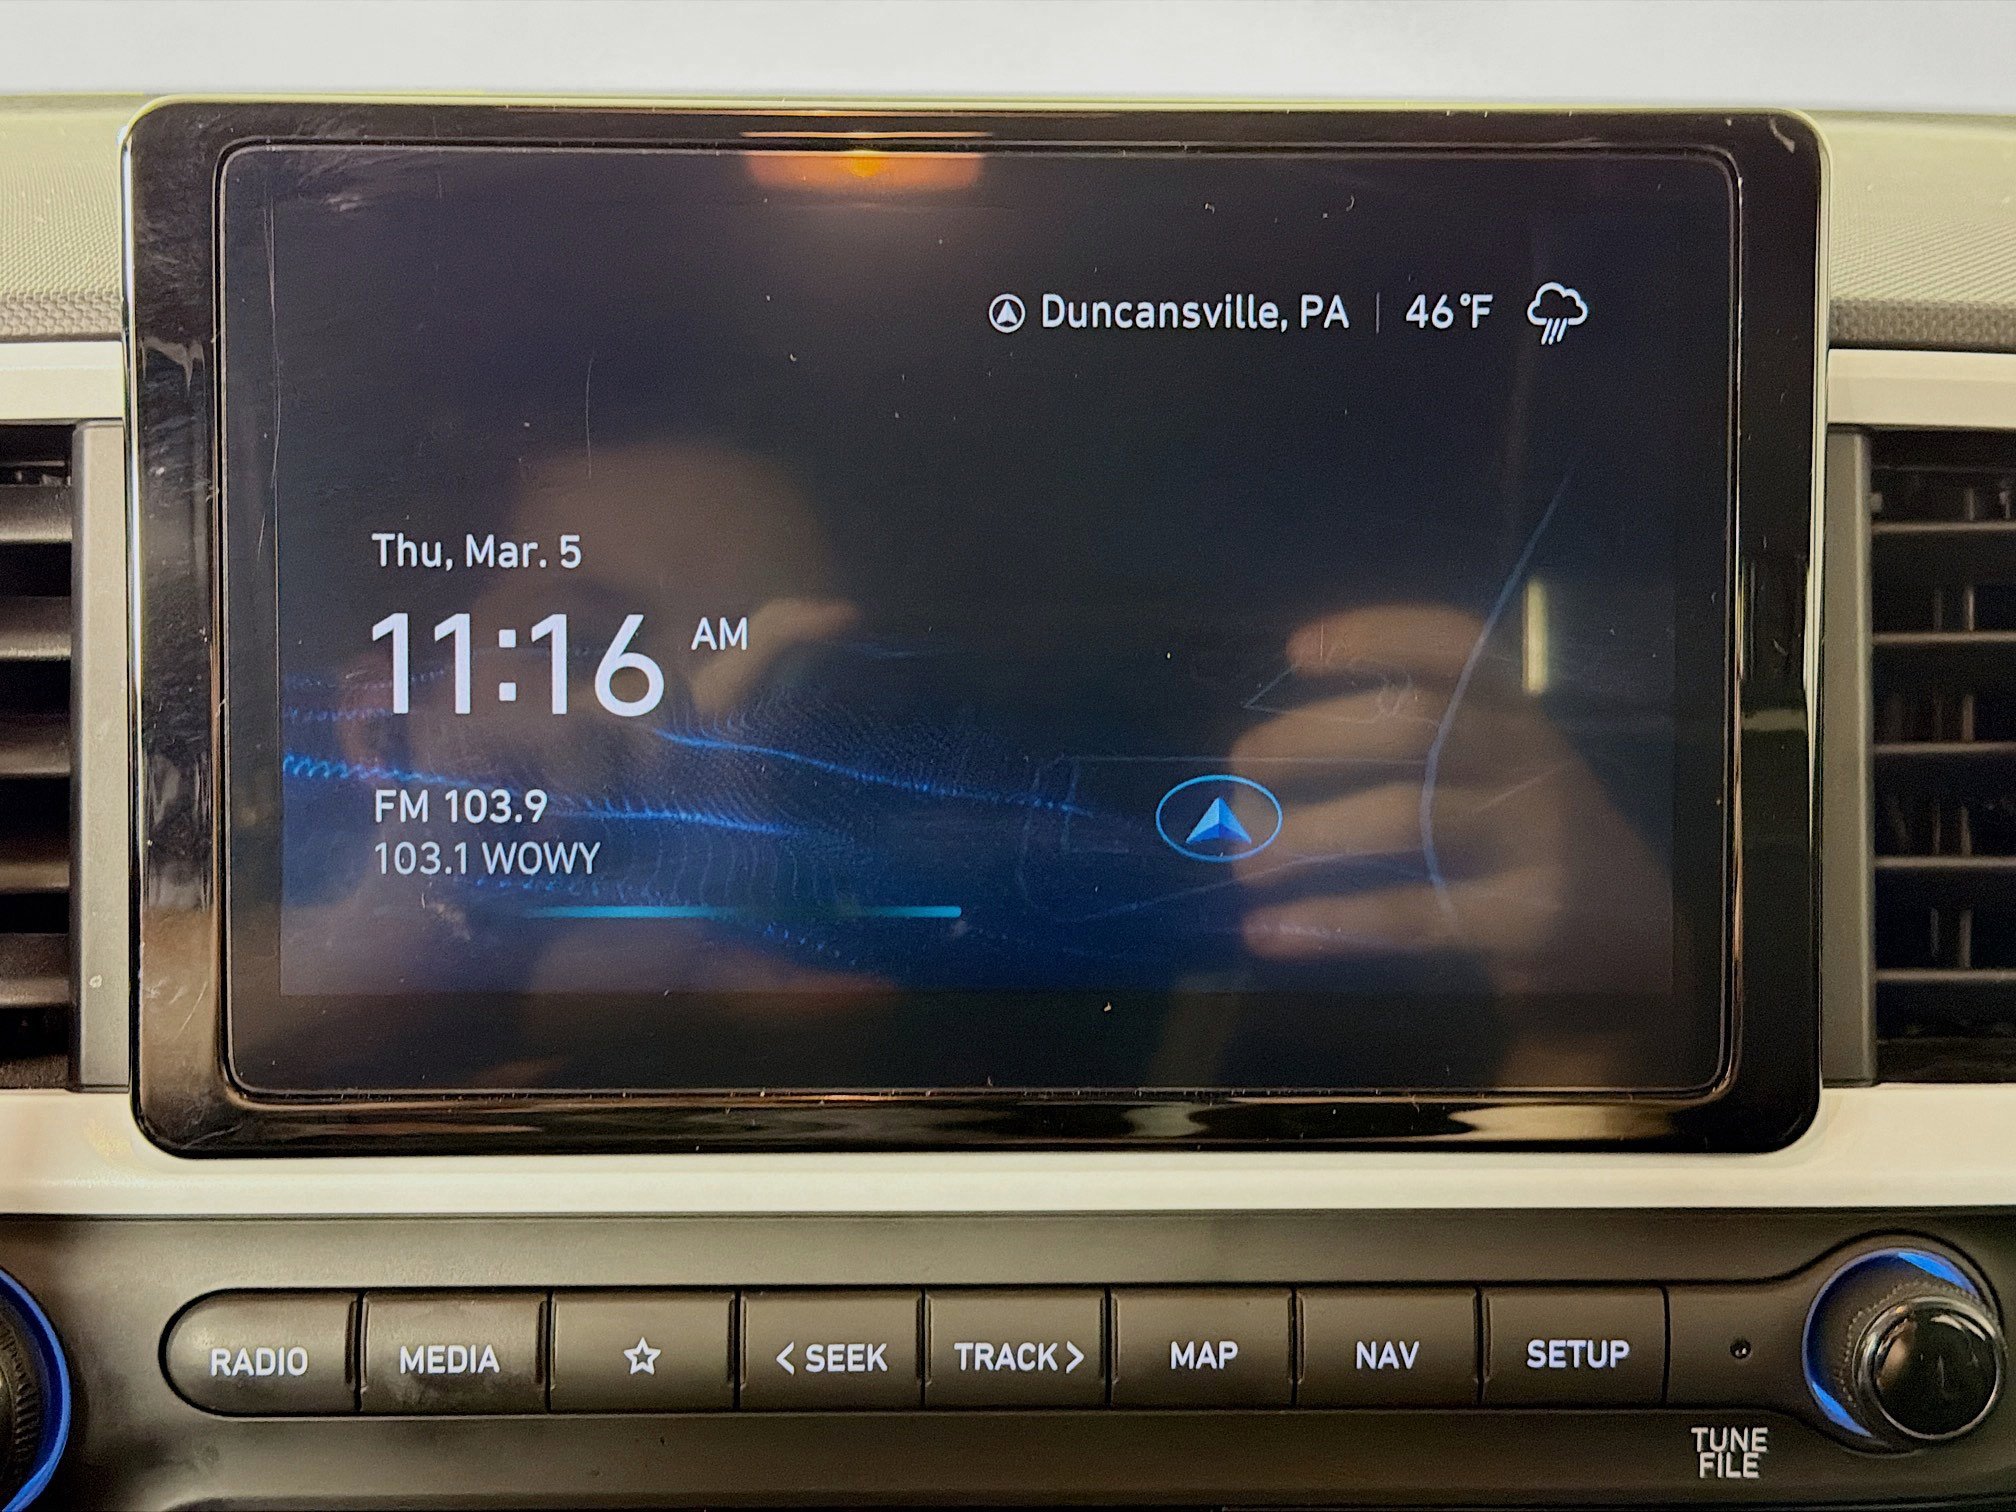 Duncansville, PA | 46°F
Thu, Mar. 5
11:16 AM
FM 103.9
103.1 WOWY
RADIO
MEDIA
< SEEK
TRACK >
MAP
NAV
SETUP
TUNE
FILE